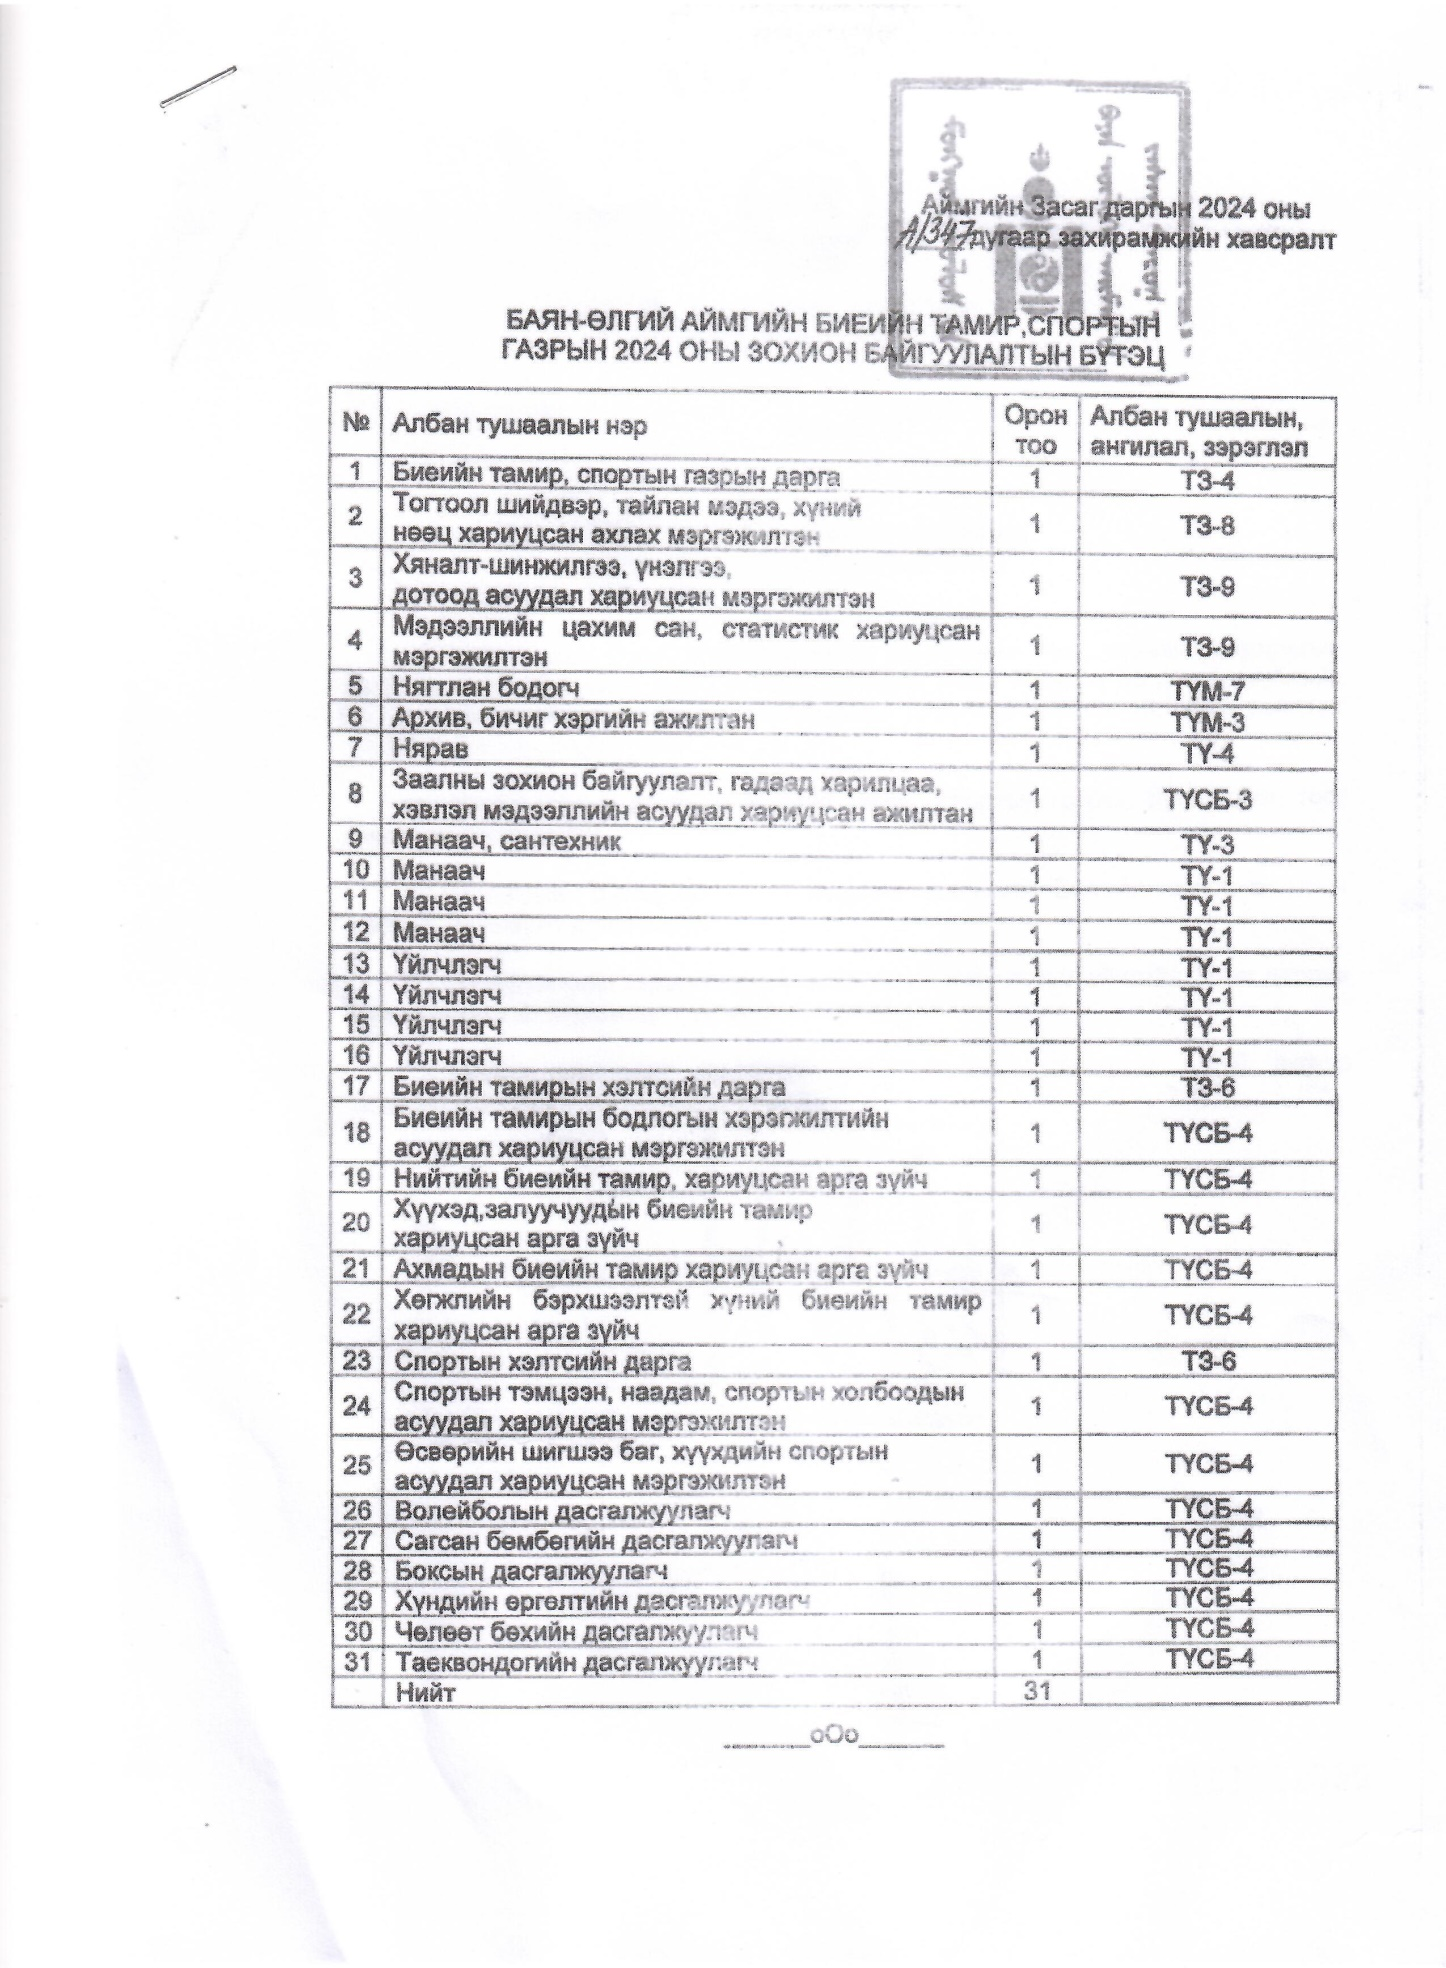 Аймгийн Засаг даргын 2024 оны
А/347 дугаар захирамжийн хавсралт
БАЯН-ӨЛГИЙ АЙМГИЙН БИЕИЙН ТАМИР,СПОРТЫН
ГАЗРЫН 2024 ОНЫ ЗОХИОН БАЙГУУЛАЛТЫН БҮТЭЦ
№ Албан тушаалын нэр Орон тоо Албан тушаалын, ангилал, зэрэглэл
1 Биеийн тамир, спортын газрын дарга 1 ТЗ-4
2 Тогтоол шийдвэр, тайлан мэдээ, хүний
нөөц хариуцсан ахлах мэргэжилтэн 1 ТЗ-8
3 Хяналт-шинжилгээ, үнэлгээ,
дотоод асуудал хариуцсан мэргэжилтэн 1 ТЗ-9
4 Мэдээллийн цахим сан, статистик хариуцсан
мэргэжилтэн 1 ТЗ-9
5 Нягтлан бодогч 1 ТҮМ-7
6 Архив, бичиг хэргийн ажилтан 1 ТҮМ-3
7 Нярав 1 ТҮ-4
8 Заалны зохион байгуулалт, гадаад харилцаа,
хэвлэл мэдээллийн асуудал хариуцсан ажилтан 1 ТҮСБ-3
9 Манаач, сантехник 1 ТҮ-3
10 Манаач 1 ТҮ-1
11 Манаач 1 ТҮ-1
12 Манаач 1 ТҮ-1
13 Үйлчлэгч 1 ТҮ-1
14 Үйлчлэгч 1 ТҮ-1
15 Үйлчлэгч 1 ТҮ-1
16 Үйлчлэгч 1 ТҮ-1
17 Биеийн тамирын хэлтсийн дарга 1 ТЗ-6
18 Биеийн тамирын бодлогын хэрэгжилтийн
асуудал хариуцсан мэргэжилтэн 1 ТҮСБ-4
19 Нийтийн биеийн тамир, хариуцсан арга зүйч 1 ТҮСБ-4
20 Хүүхэд,залуучуудын биеийн тамир
хариуцсан арга зүйч 1 ТҮСБ-4
21 Ахмадын биеийн тамир хариуцсан арга зүйч 1 ТҮСБ-4
22 Хөгжлийн бэрхшээлтэй хүний биеийн тамир
хариуцсан арга зүйч 1 ТҮСБ-4
23 Спортын хэлтсийн дарга 1 ТЗ-6
24 Спортын тэмцээн, наадам, спортын холбоодын
асуудал хариуцсан мэргэжилтэн 1 ТҮСБ-4
25 Өсвөрийн шигшээ баг, хүүхдийн спортын
асуудал хариуцсан мэргэжилтэн 1 ТҮСБ-4
26 Волейболын дасгалжуулагч 1 ТҮСБ-4
27 Сагсан бөмбөгийн дасгалжуулагч 1 ТҮСБ-4
28 Боксын дасгалжуулагч 1 ТҮСБ-4
29 Хүндийн өргөлтийн дасгалжуулагч 1 ТҮСБ-4
30 Чөлөөт бөхийн дасгалжуулагч 1 ТҮСБ-4
31 Таеквондогийн дасгалжуулагч 1 ТҮСБ-4
Нийт 31
______оОо______